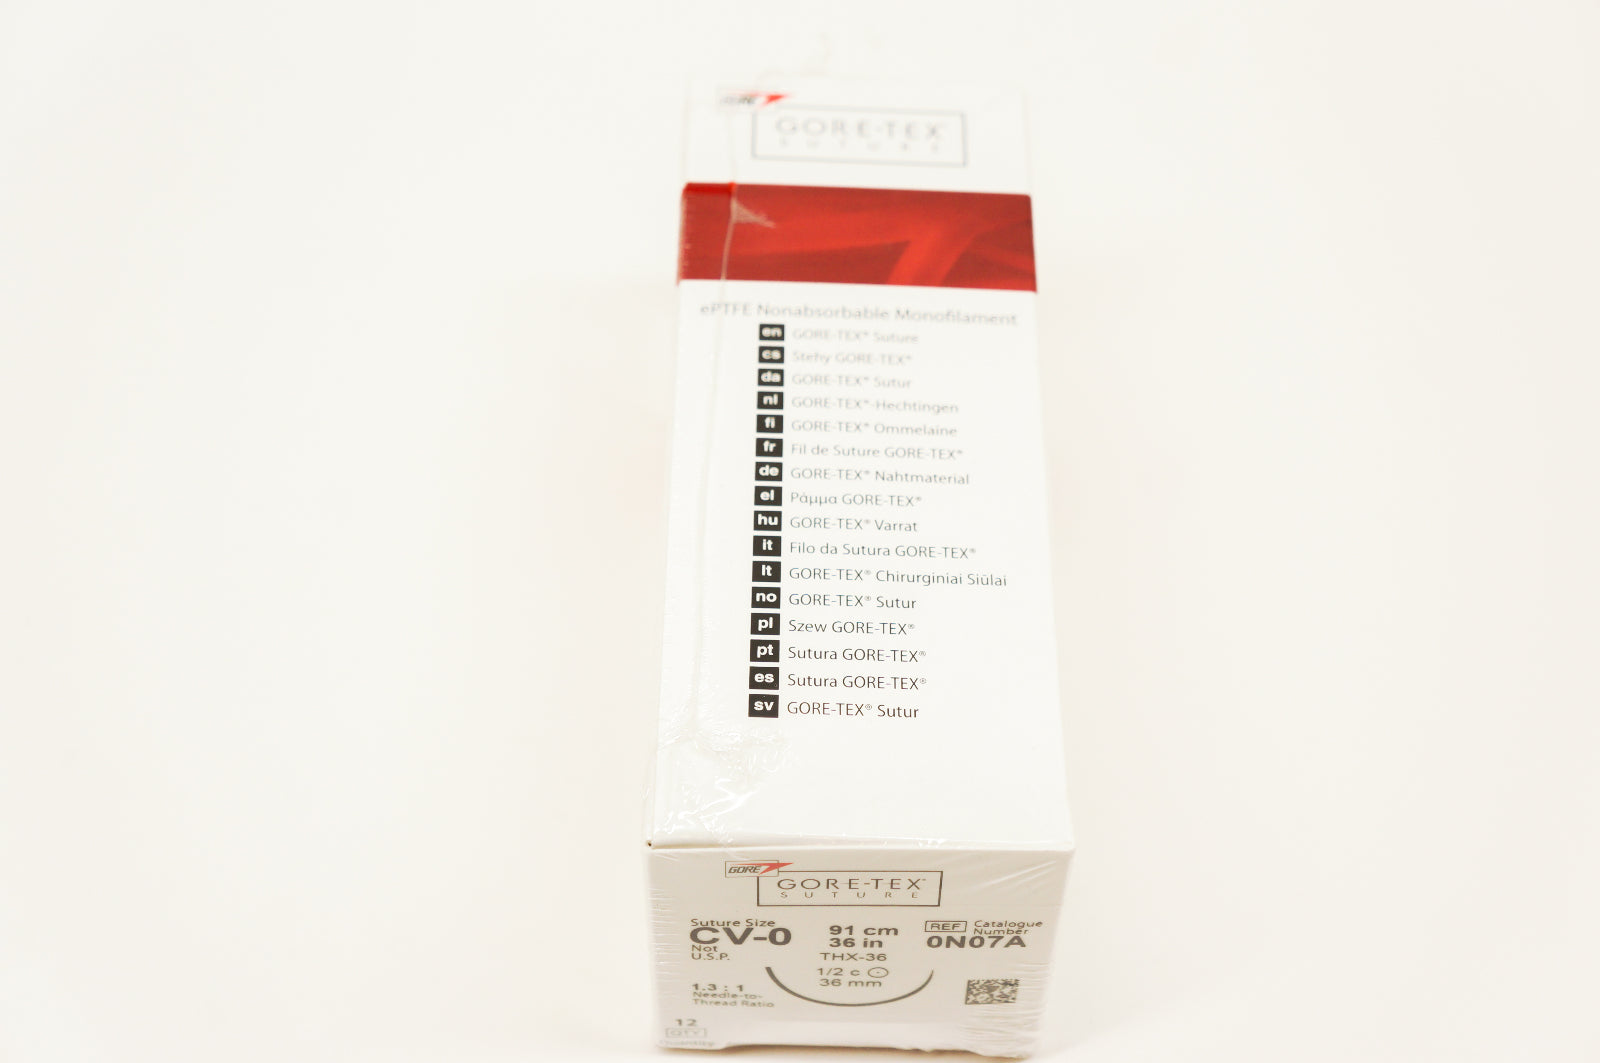 GORE
GORE-TEX
SUTURE
ePTFE Nonabsorbable Monofilament
en GORE-TEX® Suture
cs Stehy GORE-TEX®
da GORE-TEX® Sutur
nl GORE-TEX®-Hechtingen
fi GORE-TEX® Ommelaine
fr Fil de Suture GORE-TEX®
de GORE-TEX® Nahtmaterial
el Ράμμα GORE-TEX®
hu GORE-TEX® Varrat
it Filo da Sutura GORE-TEX®
lt GORE-TEX® Chirurginiai Siūlai
no GORE-TEX® Sutur
pl Szew GORE-TEX®
pt Sutura GORE-TEX®
es Sutura GORE-TEX®
sv GORE-TEX® Sutur
GORE
GORE-TEX
SUTURE
Suture Size
CV-0
Not
U.S.P.
91 cm
36 in
THX-36
1/2 c
36 mm
REF Catalogue
Number
0N07A
1.3 : 1
Needle-to-
Thread Ratio
12
QTY
Quantity